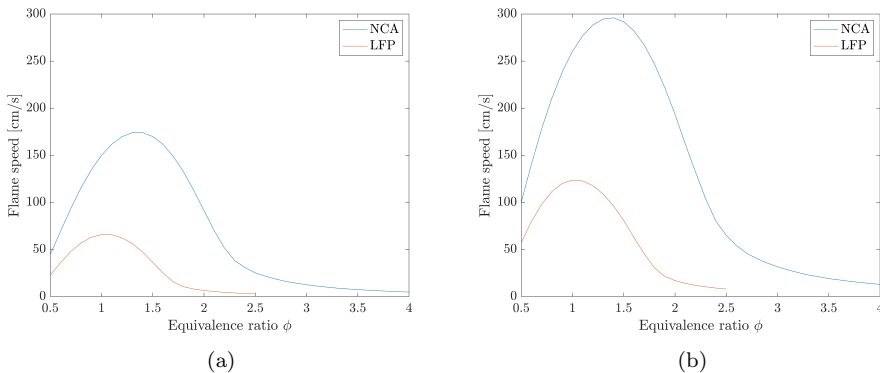 300
250
200
150
100
50
0
Flame speed [cm/s]
NCA
LFP
0.5 1 1.5 2 2.5 3 3.5 4
Equivalence ratio ϕ
(a)
300
250
200
150
100
50
0
Flame speed [cm/s]
NCA
LFP
0.5 1 1.5 2 2.5 3 3.5 4
Equivalence ratio ϕ
(b)